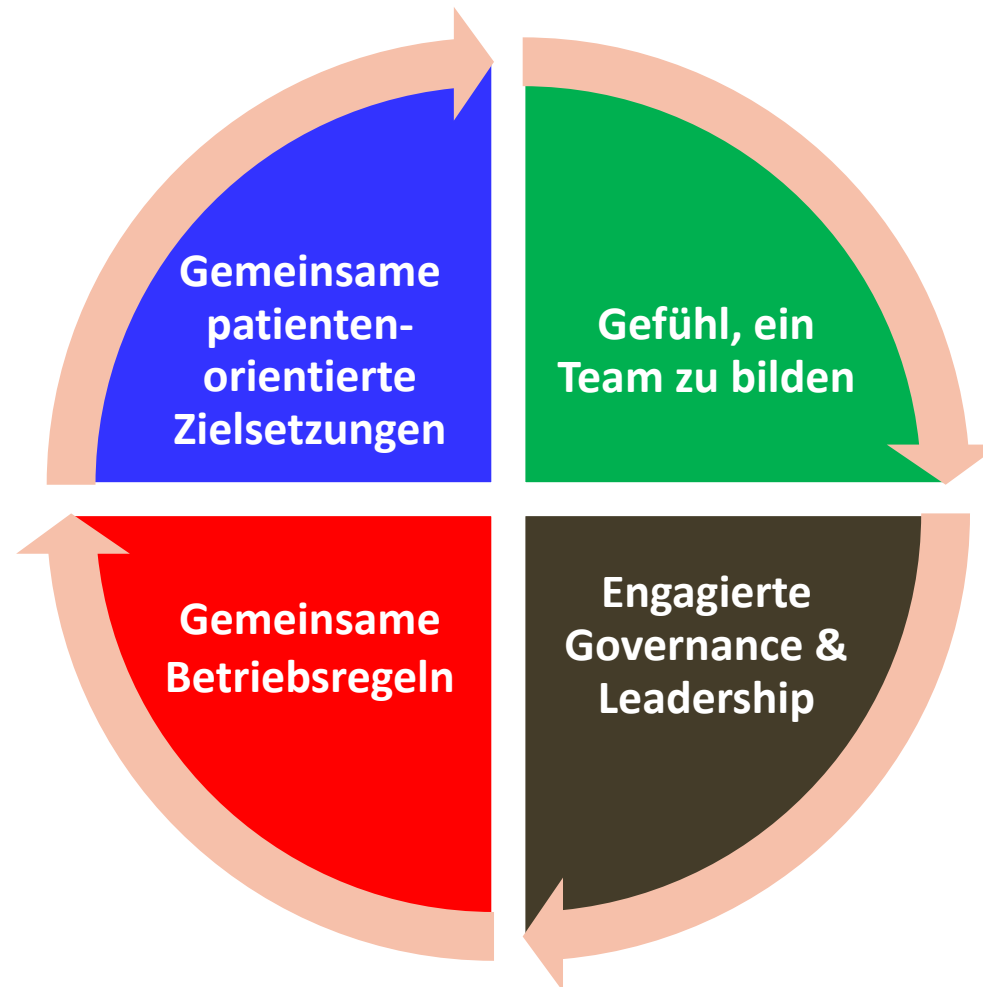 Gemeinsame
patienten-
orientierte
Zielsetzungen
Gefühl, ein
Team zu bilden
Gemeinsame
Betriebsregeln
Engagierte
Governance &
Leadership